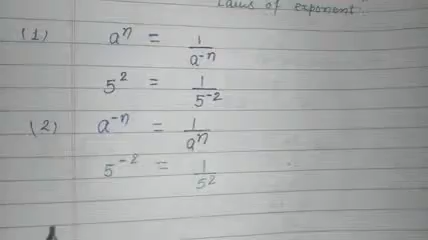 Laws of exponent.
(1) aⁿ = 1/a⁻ⁿ
5² = 1/5⁻²
(2) a⁻ⁿ = 1/aⁿ
5⁻² = 1/5²